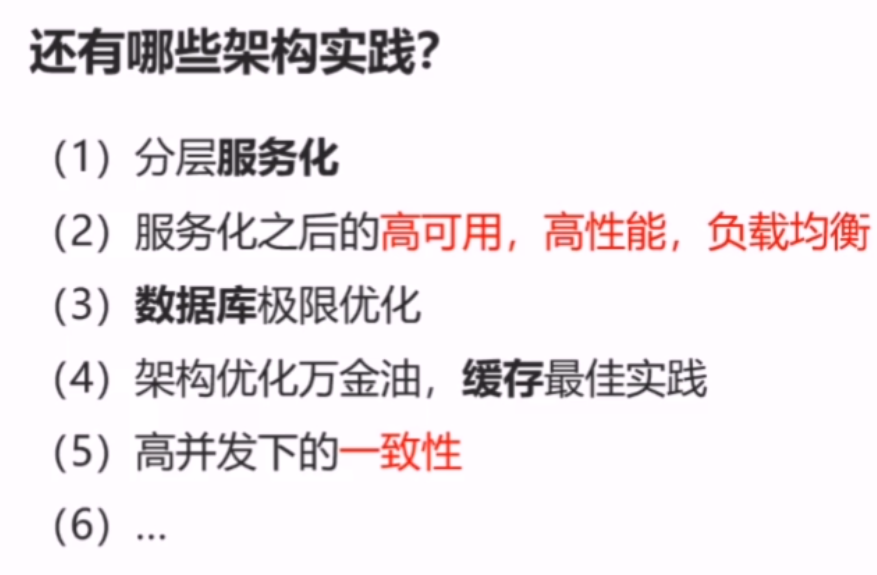 还有哪些架构实践？
（1）分层服务化
（2）服务化之后的高可用，高性能，负载均衡
（3）数据库极限优化
（4）架构优化万金油，缓存最佳实践
（5）高并发下的一致性
（6）...